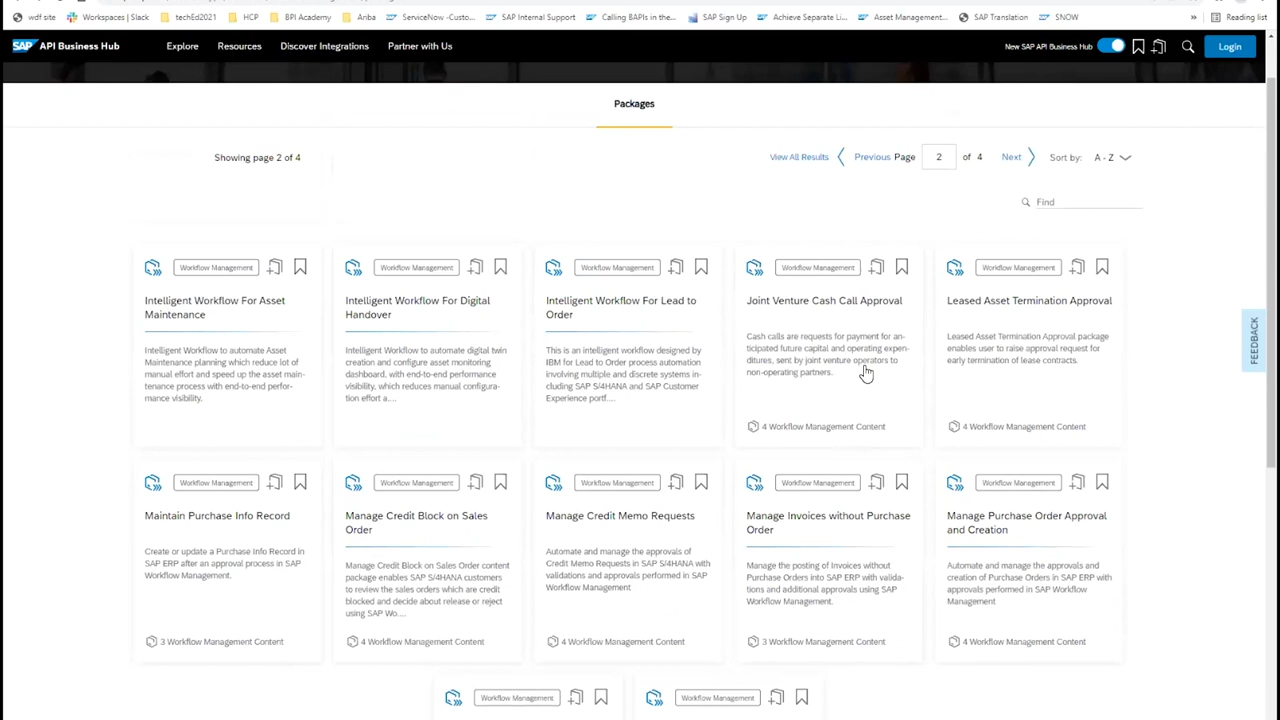 wdf site
Workspaces | Slack
techEd2021
HCP
BPI Academy
Ariba
ServiceNow -Custo...
SAP Internal Support
Calling BAPIs in the...
SAP Sign Up
Achieve Separate Li...
Asset Management...
SAP Translation
SNOW
»
Reading list
SAP API Business Hub
Explore
Resources
Discover Integrations
Partner with Us
New SAP API Business Hub
Login
Packages
Showing page 2 of 4
View All Results
Previous Page 2 of 4 Next
Sort by: A - Z
Find
FEEDBACK
Workflow Management
Intelligent Workflow For Asset
Maintenance
Intelligent Workflow to automate Asset
Maintenance planning which reduce lot of
manual effort and speed up the asset main-
tenance process with end-to-end perfor-
mance visibility.
Workflow Management
Intelligent Workflow For Digital
Handover
Intelligent Workflow to automate digital twin
creation and configure asset monitoring
dashboard, with end-to-end performance
visibility, which reduces manual configura-
tion effort a....
Workflow Management
Intelligent Workflow For Lead to
Order
This is an intelligent workflow designed by
IBM for Lead to Order process automation
involving multiple and discrete systems in-
cluding SAP S/4HANA and SAP Customer
Experience portf....
Workflow Management
Joint Venture Cash Call Approval
Cash calls are requests for payment for an-
ticipated future capital and operating expen-
ditures, sent by joint venture operators to
non-operating partners.
4 Workflow Management Content
Workflow Management
Leased Asset Termination Approval
Leased Asset Termination Approval package
enables user to raise approval request for
early termination of lease contracts.
4 Workflow Management Content
Workflow Management
Maintain Purchase Info Record
Create or update a Purchase Info Record in
SAP ERP after an approval process in SAP
Workflow Management.
3 Workflow Management Content
Workflow Management
Manage Credit Block on Sales
Order
Manage Credit Block on Sales Order content
package enables SAP S/4HANA customers
to review the sales orders which are credit
blocked and decide about release or reject
using SAP Wo....
4 Workflow Management Content
Workflow Management
Manage Credit Memo Requests
Automate and manage the approvals of
Credit Memo Requests in SAP S/4HANA with
validations and approvals performed in SAP
Workflow Management
4 Workflow Management Content
Workflow Management
Manage Invoices without Purchase
Order
Manage the posting of Invoices without
Purchase Orders into SAP ERP with valida-
tions and additional approvals using SAP
Workflow Management.
3 Workflow Management Content
Workflow Management
Manage Purchase Order Approval
and Creation
Automate and manage the approvals and
creation of Purchase Orders in SAP ERP with
approvals performed in SAP Workflow
Management
4 Workflow Management Content
Workflow Management
Workflow Management